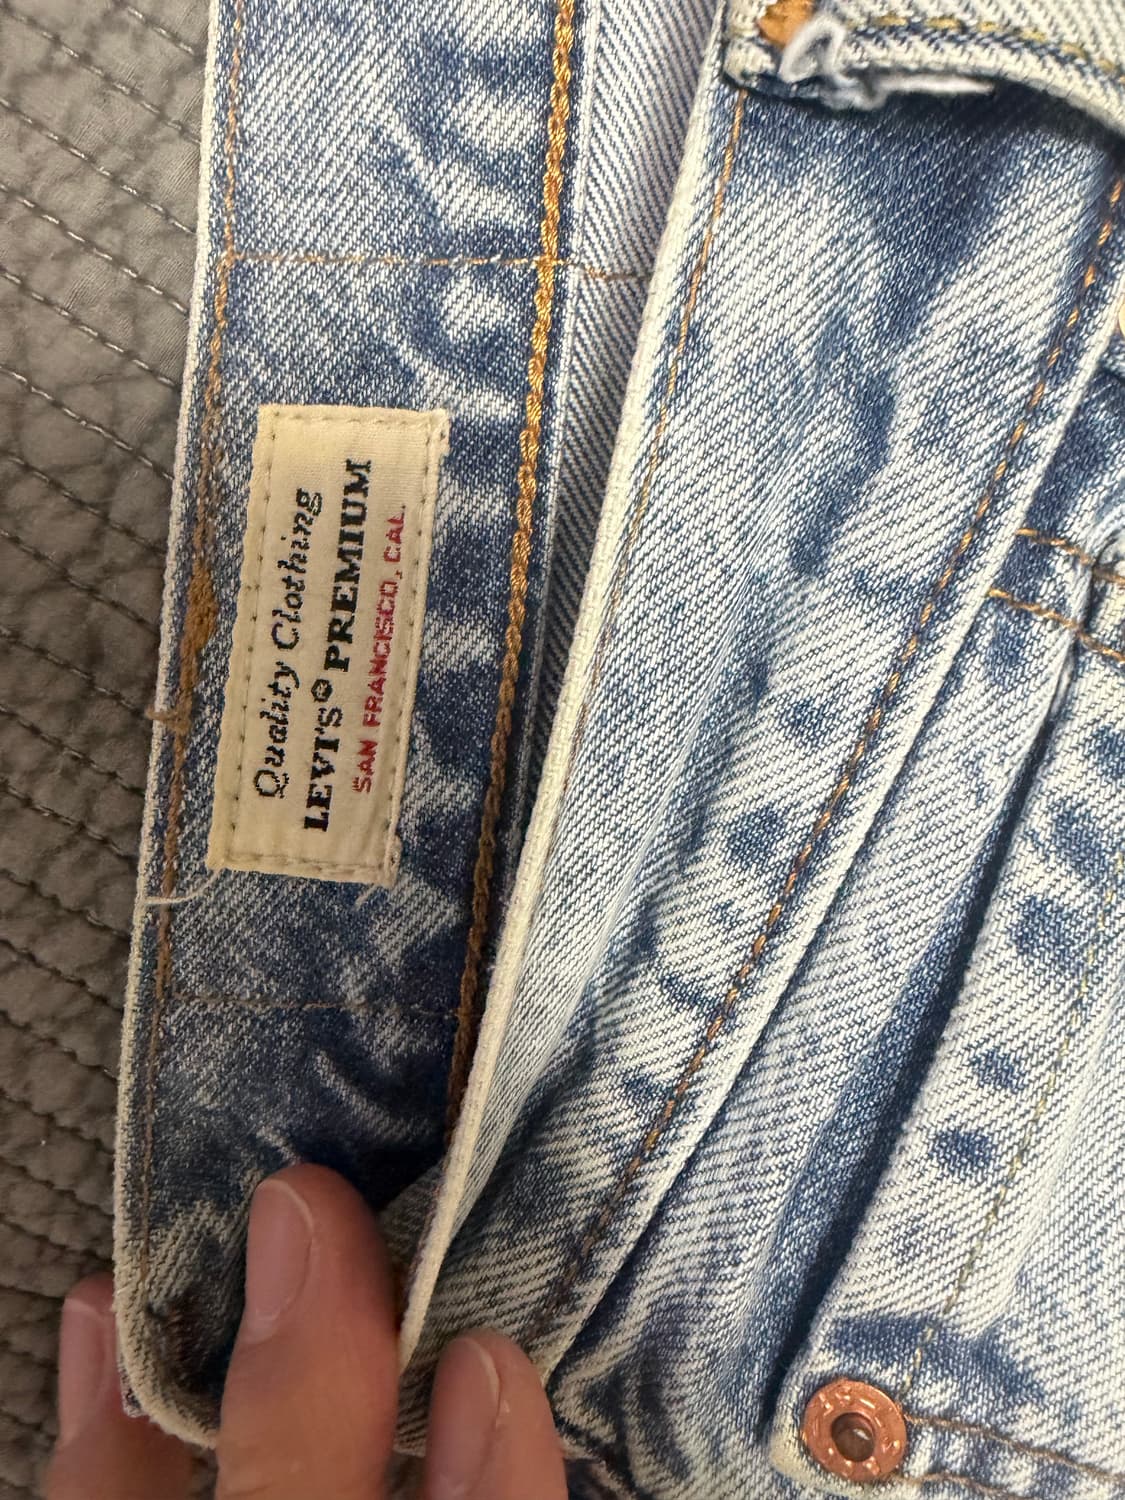 Quality Clothing
LEVI'S® PREMIUM
SAN FRANCISCO, CAL.